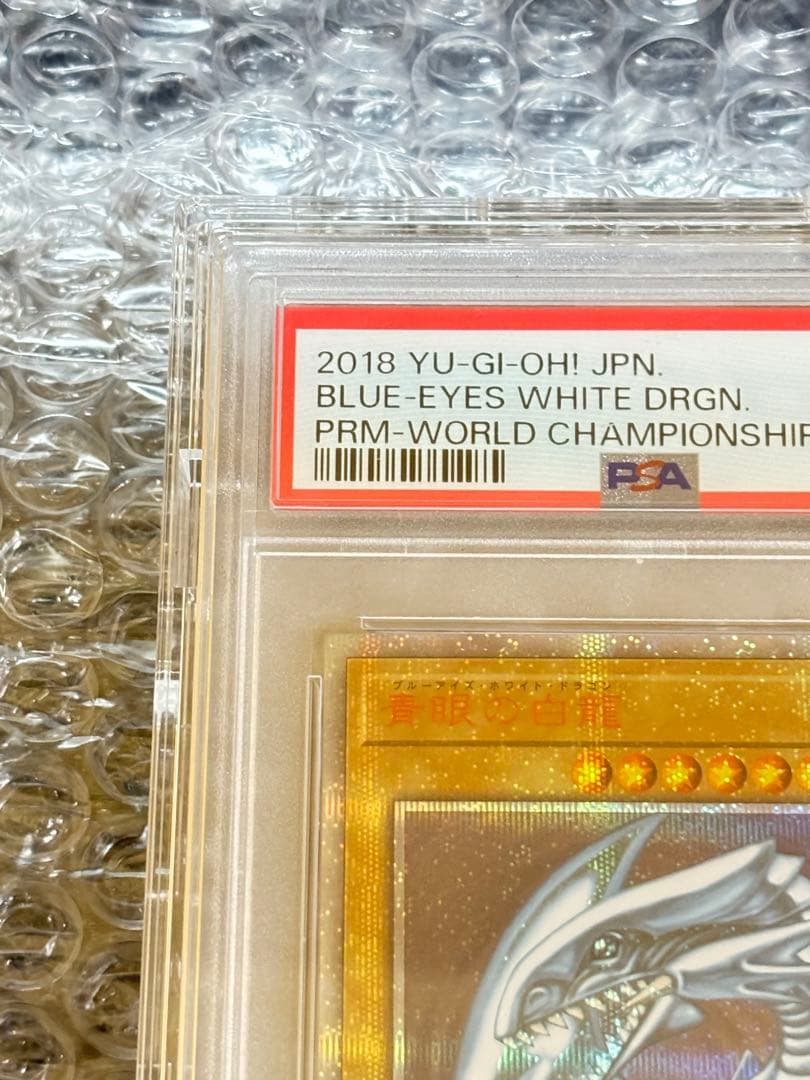 2018 YU-GI-OH! JPN.
BLUE-EYES WHITE DRGN.
PRM-WORLD CHAMPIONSHIP
PSA
ブルーアイズ・ホワイト・ドラゴン
青眼の白龍